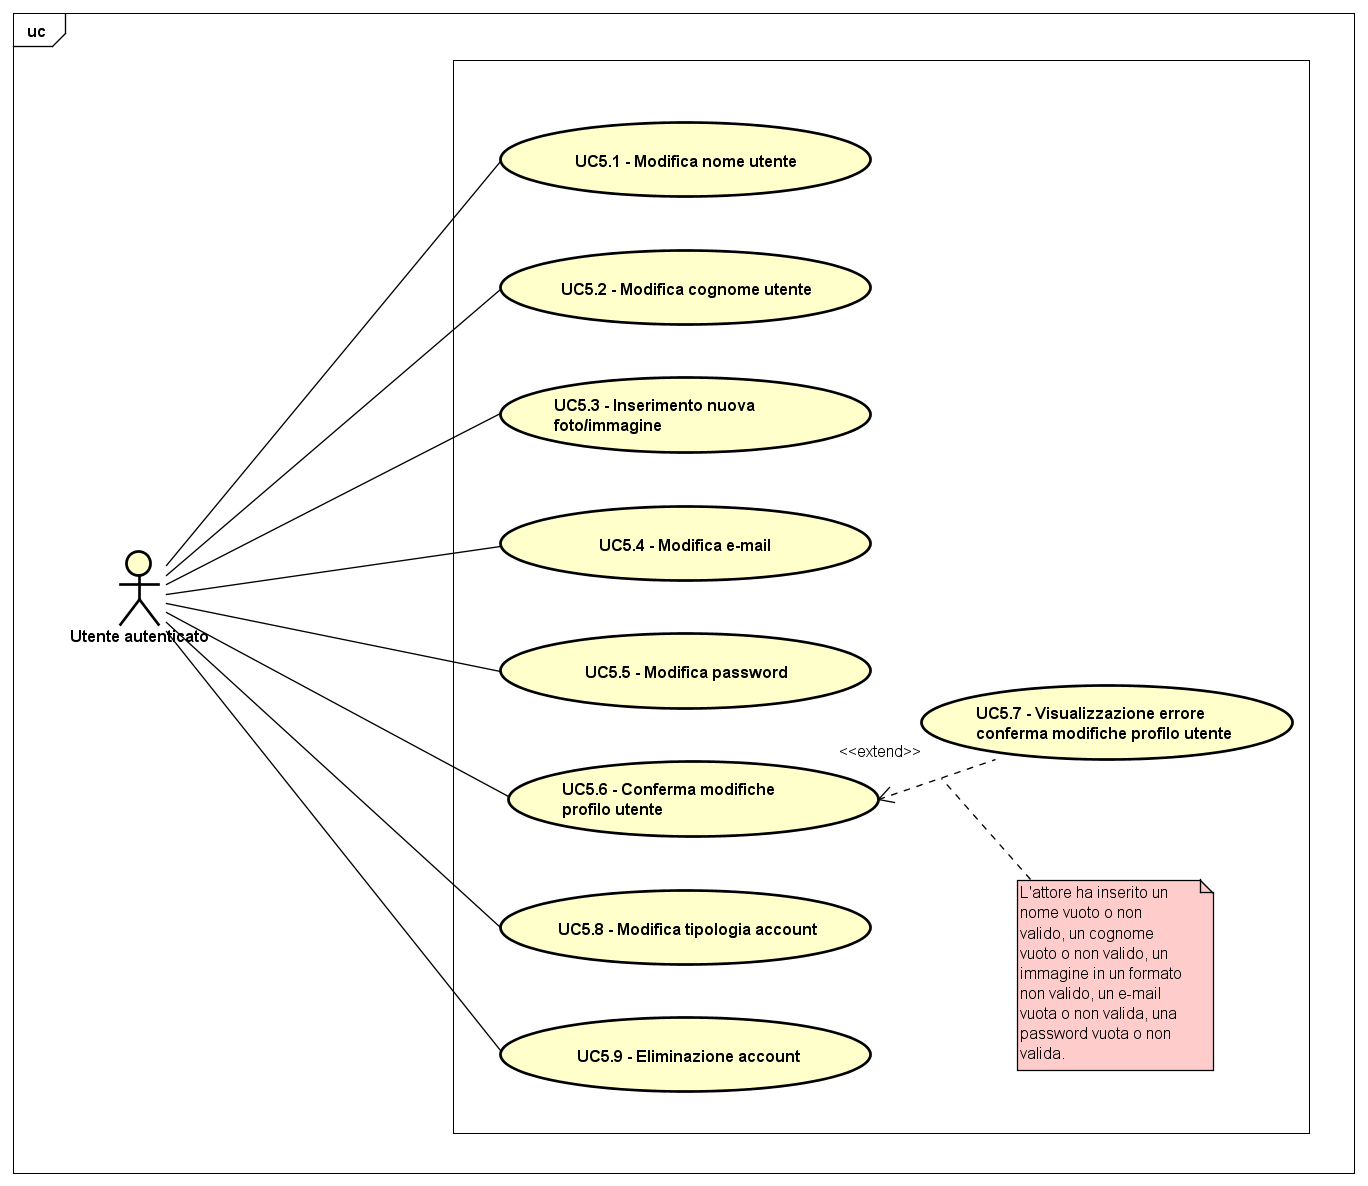 uc
UC5.1 - Modifica nome utente
UC5.2 - Modifica cognome utente
UC5.3 - Inserimento nuova
foto/immagine
UC5.4 - Modifica e-mail
Utente autenticato
UC5.5 - Modifica password
UC5.7 - Visualizzazione errore
conferma modifiche profilo utente
<<extend>>
UC5.6 - Conferma modifiche
profilo utente
L'attore ha inserito un
nome vuoto o non
valido, un cognome
vuoto o non valido, un
immagine in un formato
non valido, un e-mail
vuota o non valida, una
password vuota o non
valida.
UC5.8 - Modifica tipologia account
UC5.9 - Eliminazione account